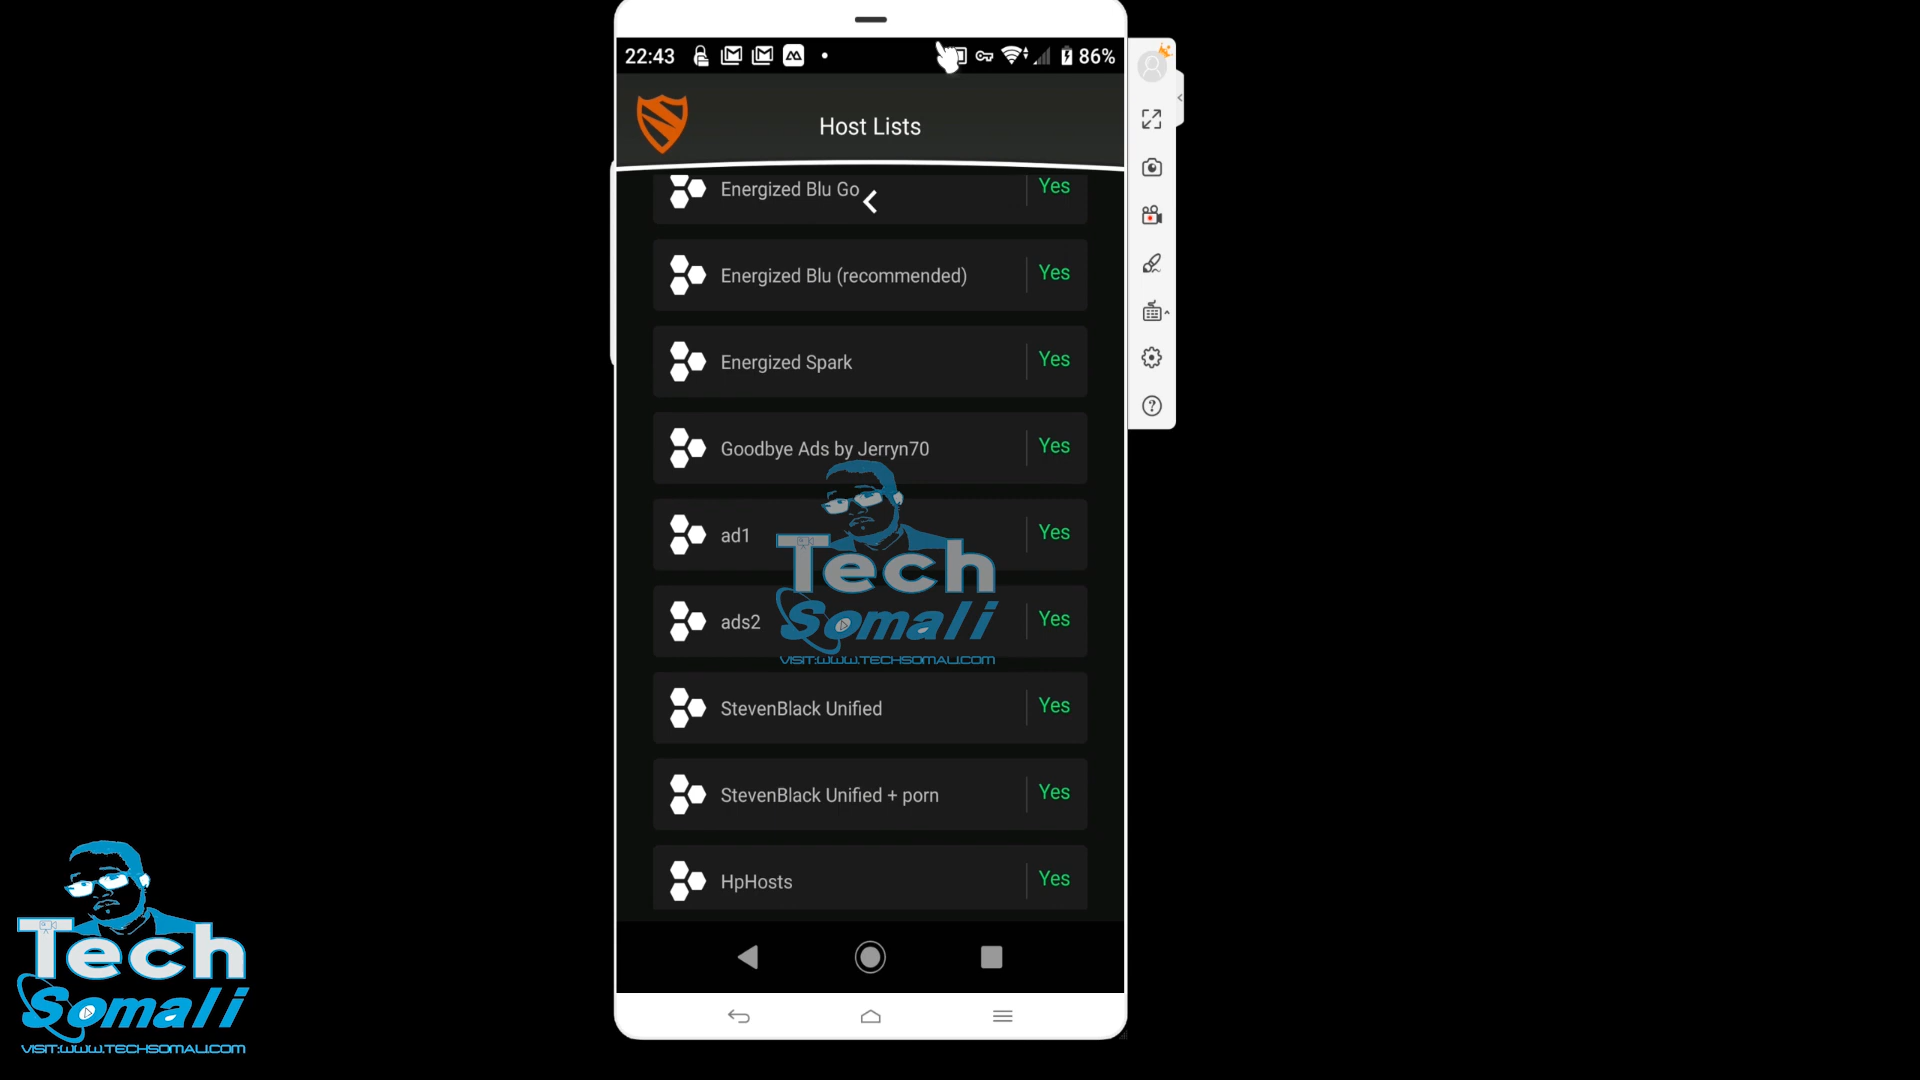 22:43
86%
Host Lists
Energized Blu Go
Yes
Energized Blu (recommended)
Yes
Energized Spark
Yes
Goodbye Ads by Jerryn70
Yes
ad1
Yes
ads2
Yes
StevenBlack Unified
Yes
StevenBlack Unified + porn
Yes
HpHosts
Yes
Tech
Somali
VISIT:WWW.TECHSOMALI.COM
Tech
Somali
VISIT:WWW.TECHSOMALI.COM